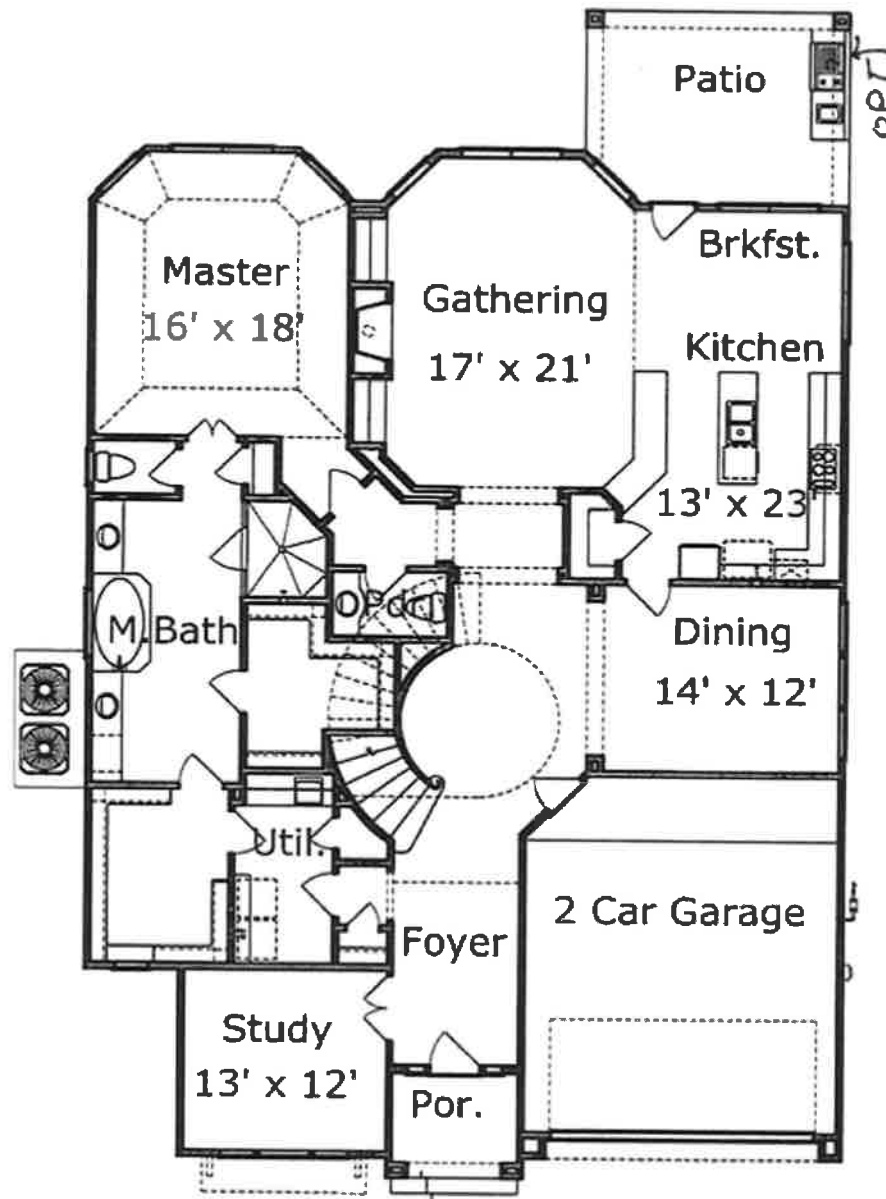 Patio
OPT
Brkfst.
Master
16' x 18'
Gathering
17' x 21'
Kitchen
13' x 23
M.Bath
Dining
14' x 12'
Util.
2 Car Garage
Foyer
Study
13' x 12'
Por.